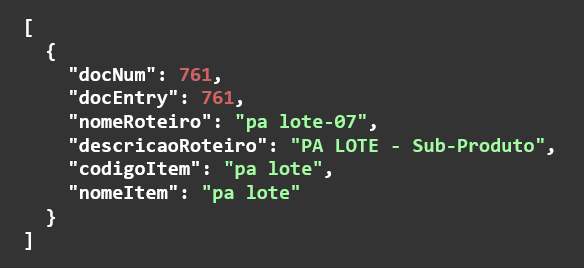 [
  {
    "docNum": 761,
    "docEntry": 761,
    "nomeRoteiro": "pa lote-07",
    "descricaoRoteiro": "PA LOTE - Sub-Produto",
    "codigoItem": "pa lote",
    "nomeItem": "pa lote"
  }
]